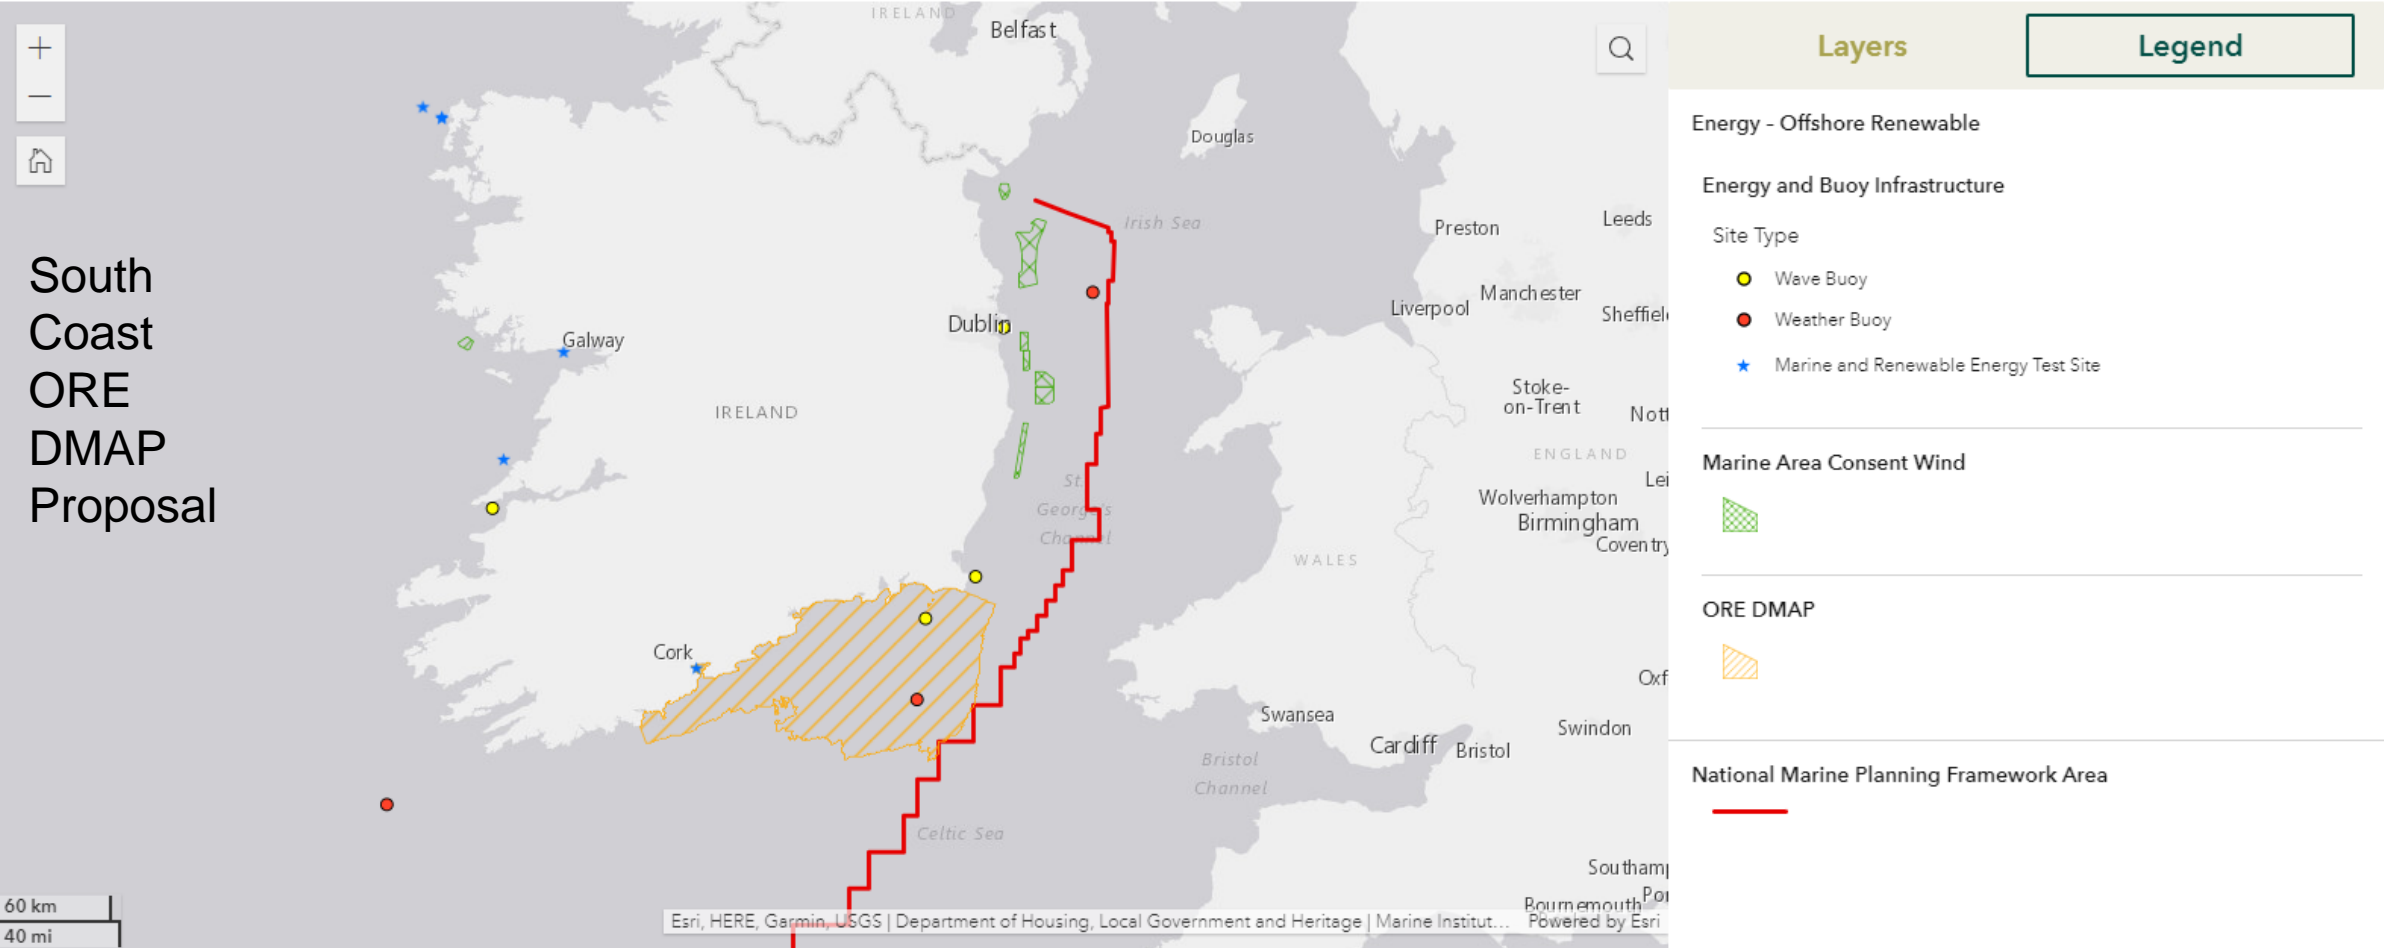 IRELAND
Belfast
+
−
Douglas
Irish Sea
Preston
Leeds
South
Coast
ORE
DMAP
Proposal
Manchester
Liverpool
Sheffiel
Dublin
Galway
Stoke-
on-Trent
Nott
IRELAND
ENGLAND
St.
George's
Channel
Lei
Wolverhampton
Birmingham
Coventry
WALES
Cork
Oxf
Swansea
Swindon
Cardiff
Bristol
Bristol
Channel
Celtic Sea
Southamp
Por
Bournemouth
60 km
40 mi
Esri, HERE, Garmin, USGS | Department of Housing, Local Government and Heritage | Marine Institut...
Powered by Esri
Layers
Legend
Energy - Offshore Renewable
Energy and Buoy Infrastructure
Site Type
Wave Buoy
Weather Buoy
Marine and Renewable Energy Test Site
Marine Area Consent Wind
ORE DMAP
National Marine Planning Framework Area